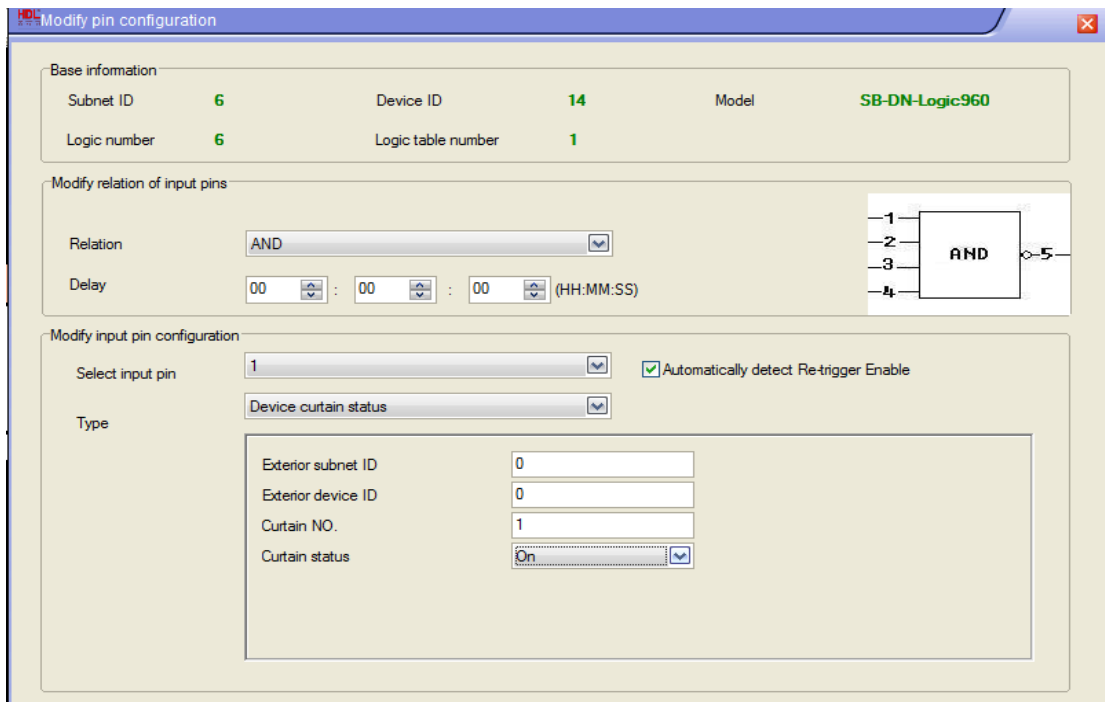 HDL Modify pin configuration
Base information
Subnet ID 6 Device ID 14 Model SB-DN-Logic960
Logic number 6 Logic table number 1
Modify relation of input pins
Relation AND
Delay 00 : 00 : 00 (HH:MM:SS)
1
2
3
4
AND
5
Modify input pin configuration
Select input pin 1 Automatically detect Re-trigger Enable
Type Device curtain status
Exterior subnet ID 0
Exterior device ID 0
Curtain NO. 1
Curtain status On